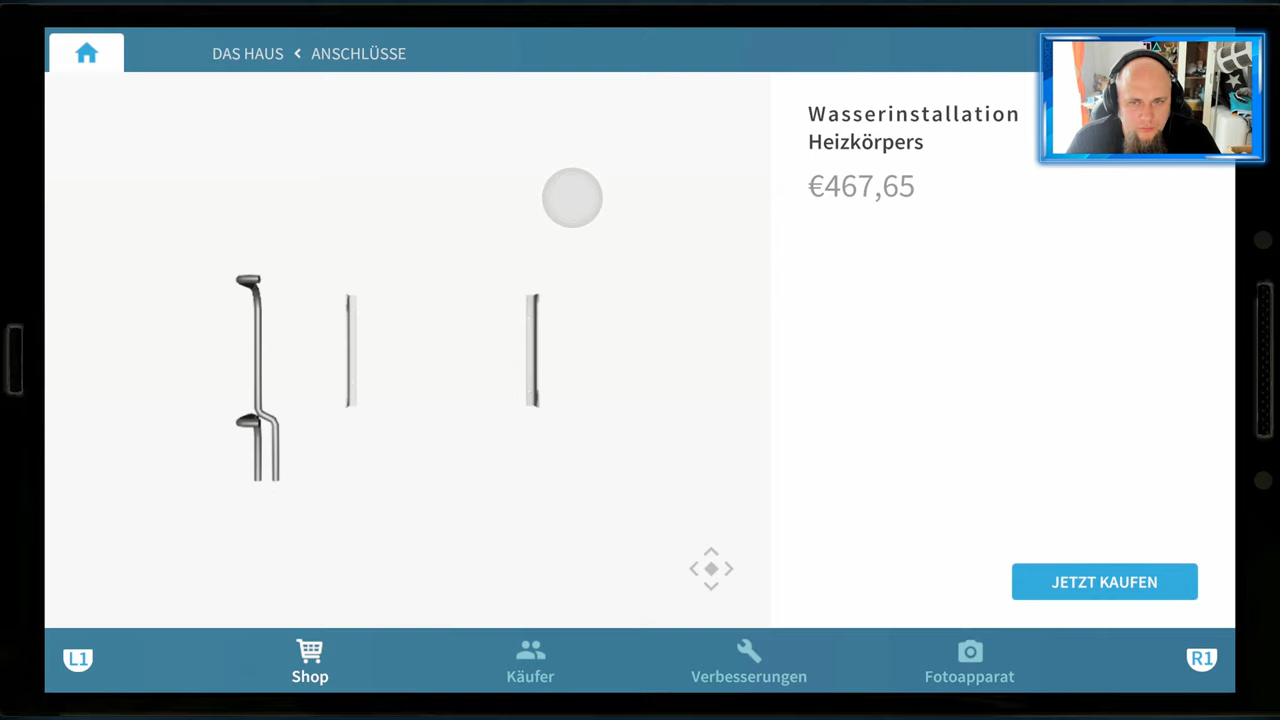 DAS HAUS < ANSCHLÜSSE
Wasserinstallation
Heizkörpers
€467,65
JETZT KAUFEN
L1
Shop
Käufer
Verbesserungen
Fotoapparat
R1